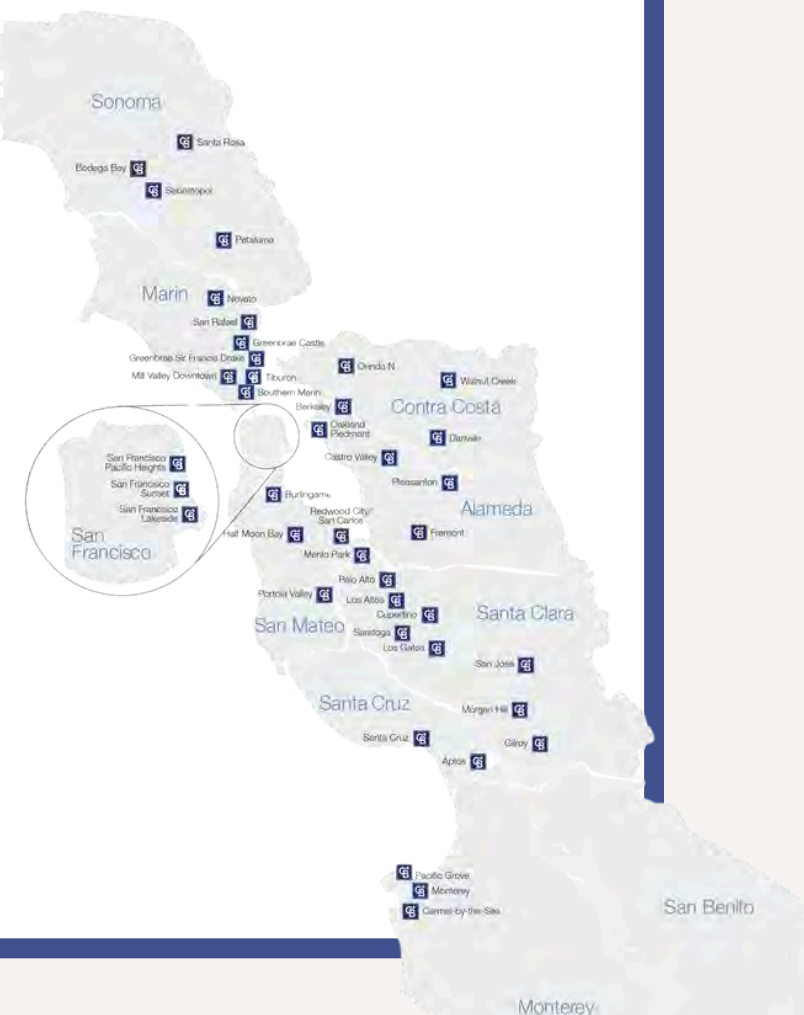 Sonoma
Santa Rosa
Bodega Bay
Sebastopol
Petaluma
Marin
Novato
San Rafael
Greenbrae Castle
Greenbrae Sir Francis Drake
Mill Valley Downtown
Tiburon
Southern Marin
Orinda N
Walnut Creek
Berkeley
Contra Costa
Oakland
Piedmont
Danville
Castro Valley
Pleasanton
San Francisco
Pacific Heights
San Francisco
Sunset
San Francisco
Lakeside
San
Francisco
Burlingame
Alameda
Redwood City/
San Carlos
Half Moon Bay
Fremont
Menlo Park
Palo Alto
Portola Valley
Los Altos
Cupertino
Santa Clara
San Mateo
Saratoga
Los Gatos
San Jose
Santa Cruz
Morgan Hill
Santa Cruz
Gilroy
Aptos
Pacific Grove
Monterey
Carmel-by-the-Sea
San Benito
Monterey